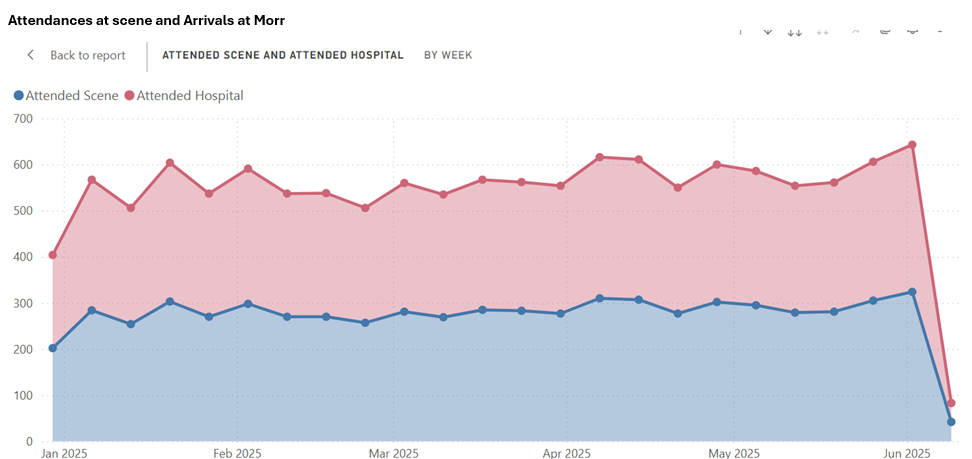 Attendances at scene and Arrivals at Morr
Back to report
ATTENDED SCENE AND ATTENDED HOSPITAL BY WEEK
Attended Scene Attended Hospital
700
600
500
400
300
200
100
0
Jan 2025 Feb 2025 Mar 2025 Apr 2025 May 2025 Jun 2025